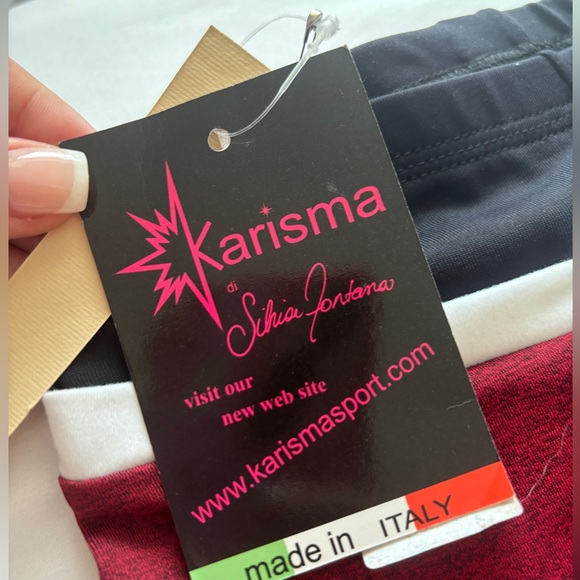 Karisma
di
Silvia Fontana
visit our
new web site
www.karismasport.com
made in ITALY